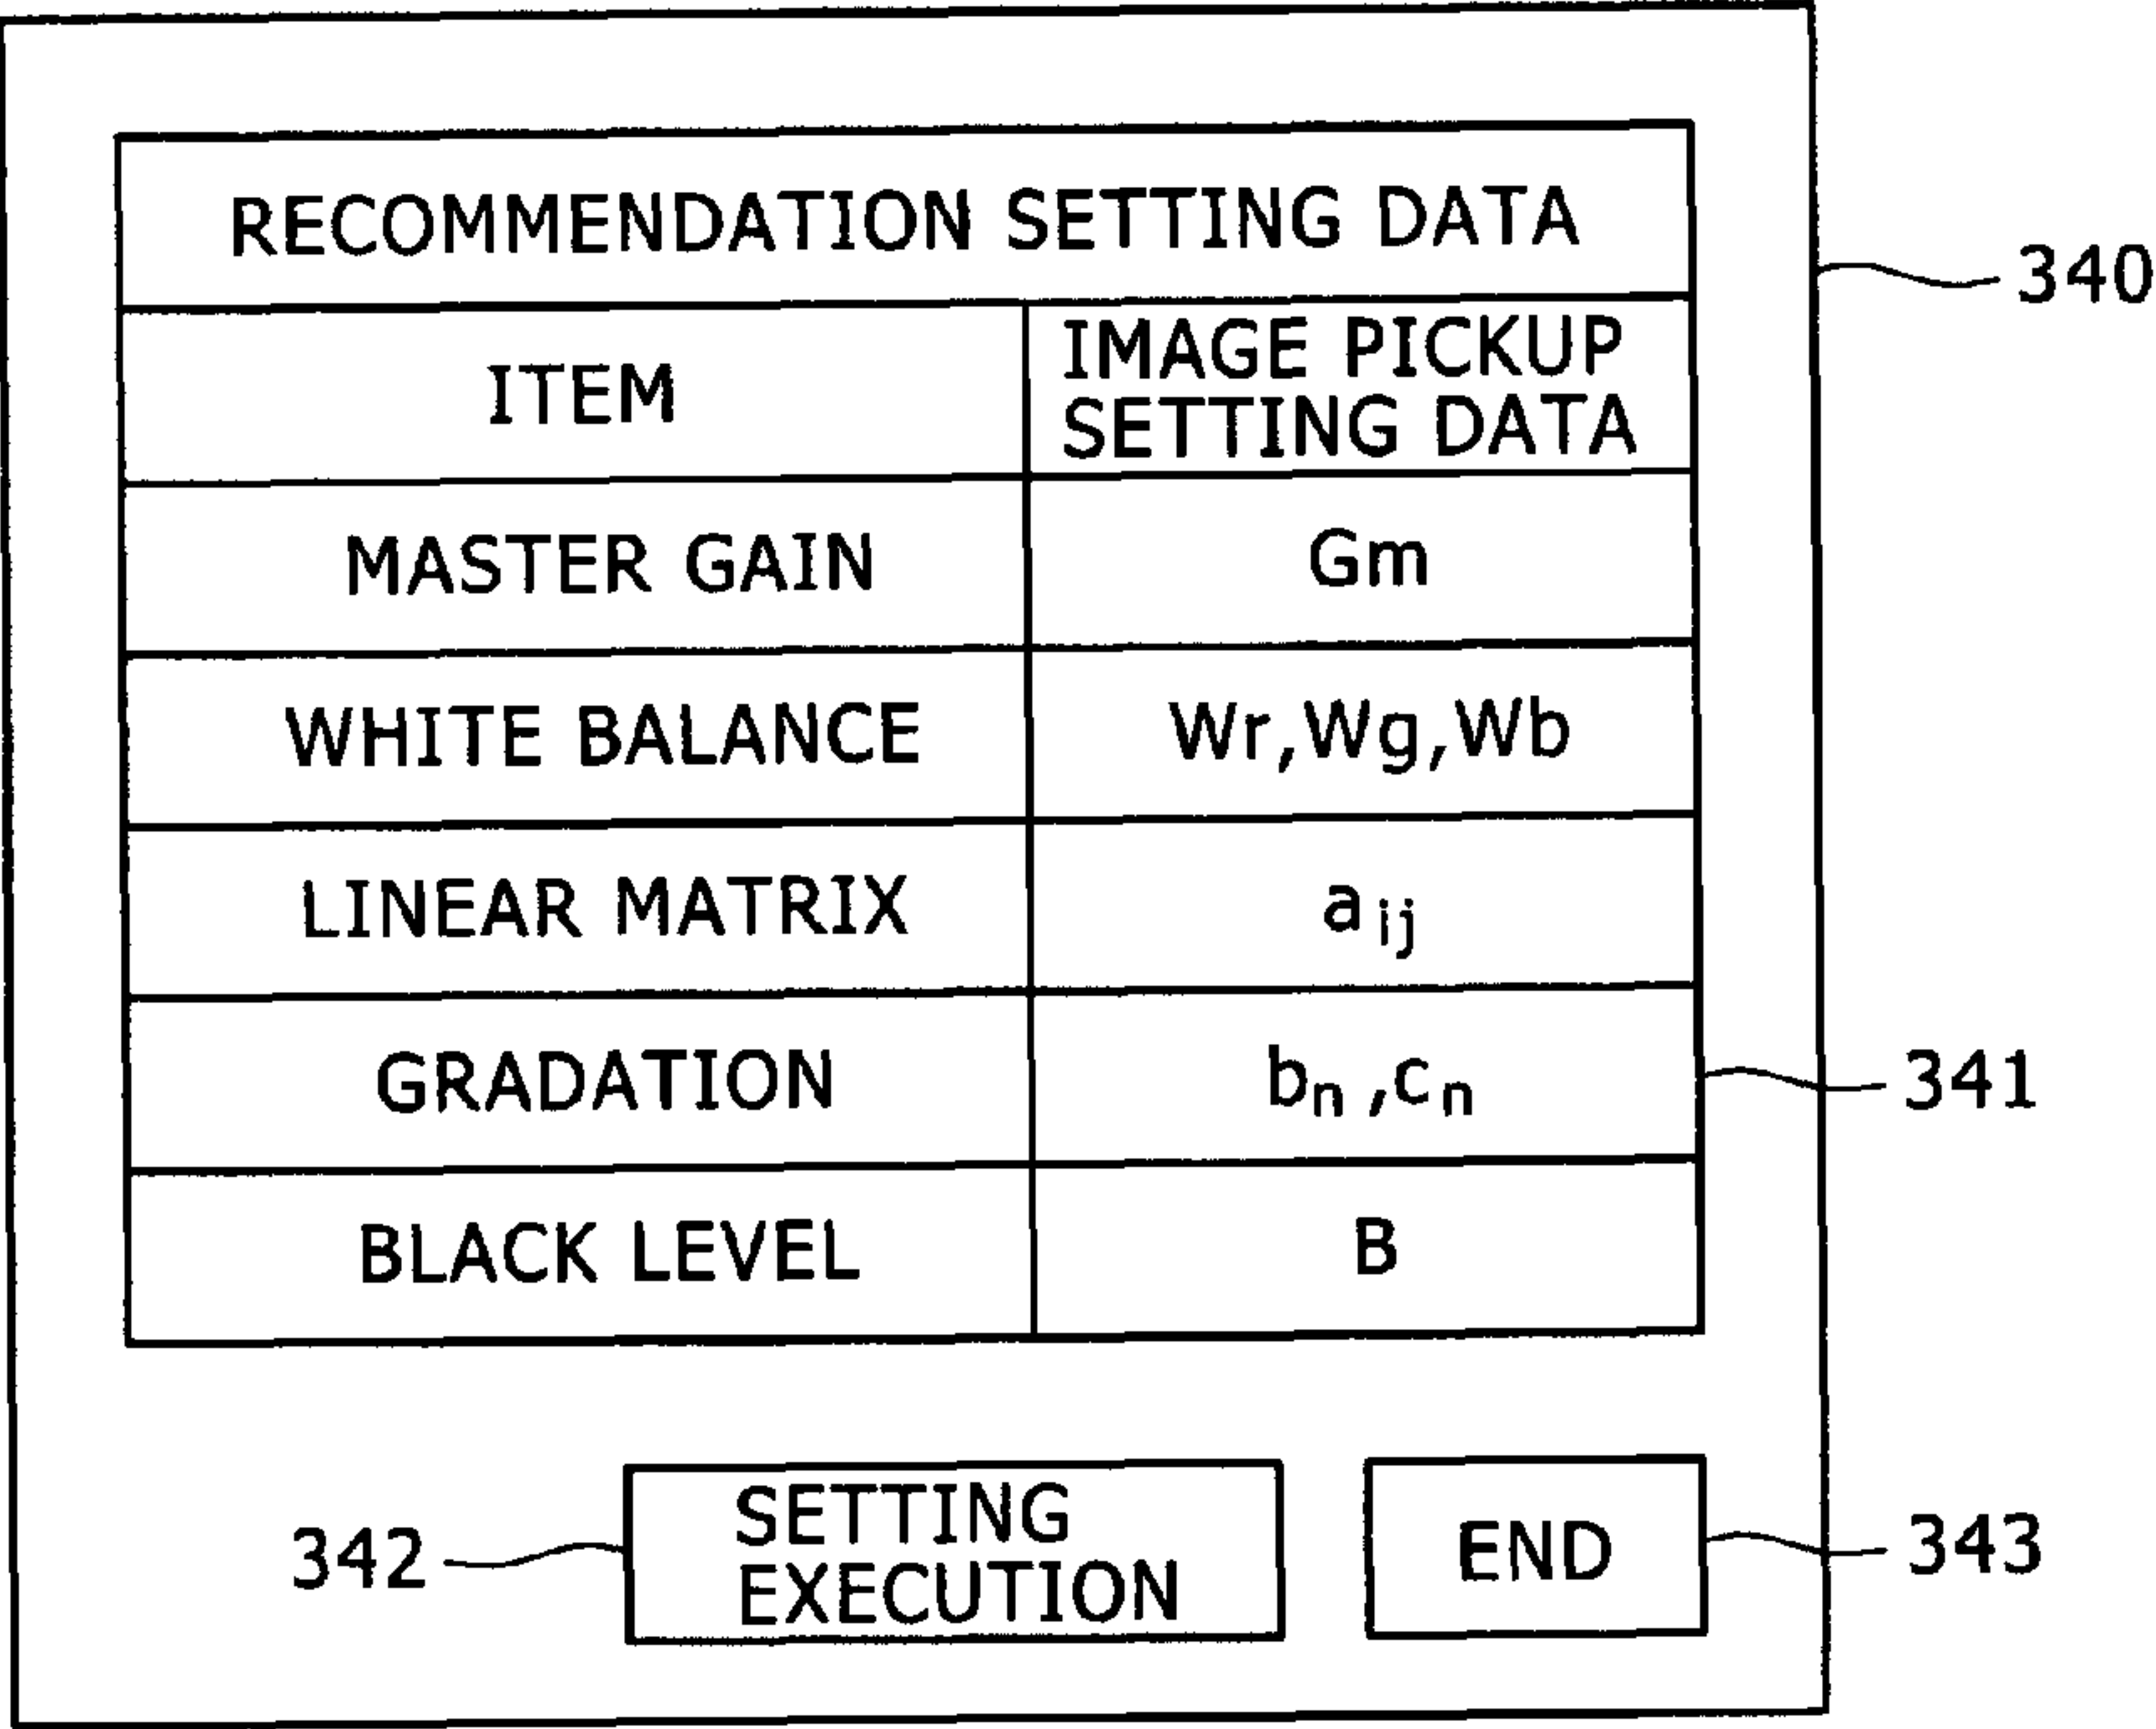 RECOMMENDATION SETTING DATA
340
ITEM
IMAGE PICKUP
SETTING DATA
MASTER GAIN
Gm
WHITE BALANCE
Wr,Wg,Wb
LINEAR MATRIX
a ij
GRADATION
bn ,cn
341
BLACK LEVEL
B
342
SETTING
EXECUTION
END
343